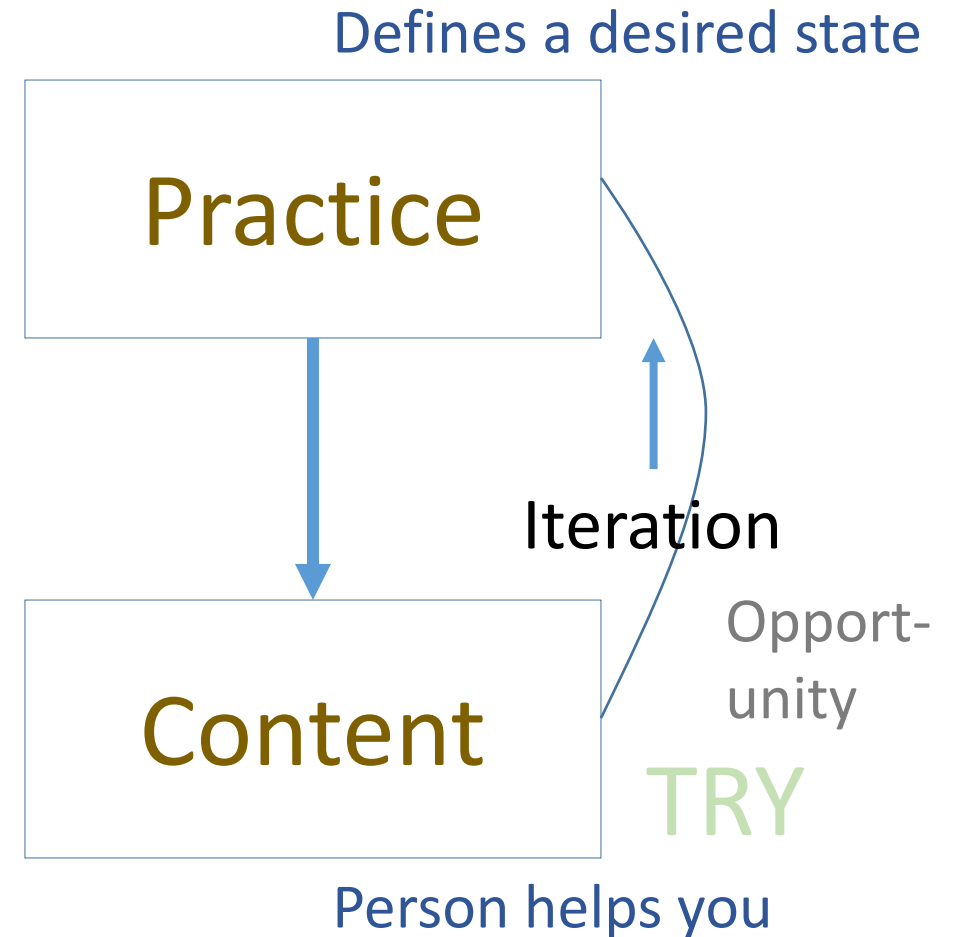 Defines a desired state
Practice
Iteration
Opport-
unity
Content
TRY
Person helps you